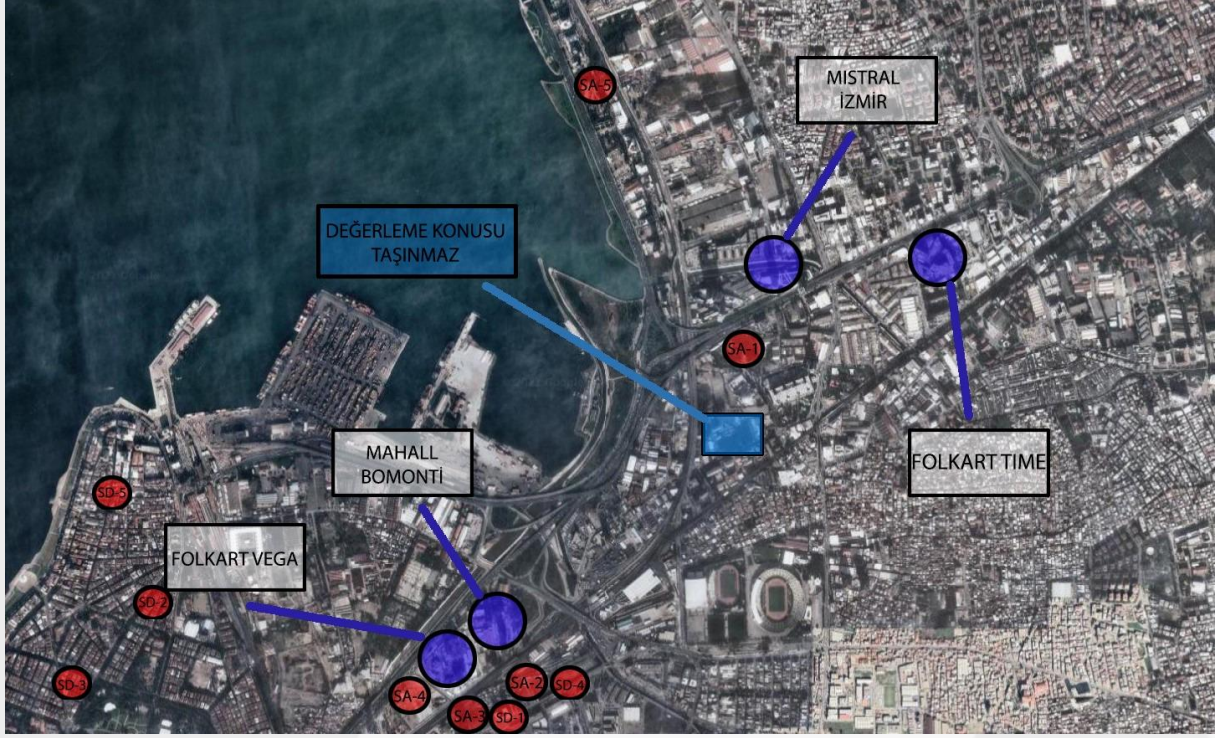 SA-5
MISTRAL
İZMİR
DEĞERLEME KONUSU
TAŞINMAZ
SA-1
MAHALL
BOMONTİ
FOLKART TIME
SD-5
FOLKART VEGA
SD-2
SD-3
SA-4
SA-2
SD-4
SA-3
SD-1